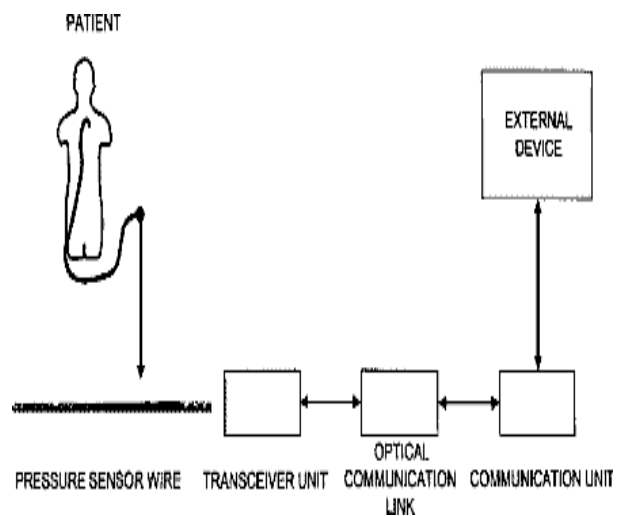 PATIENT
EXTERNAL
DEVICE
PRESSURE SENSOR WIRE
TRANSCEIVER UNIT
OPTICAL
COMMUNICATION
LINK
COMMUNICATION UNIT